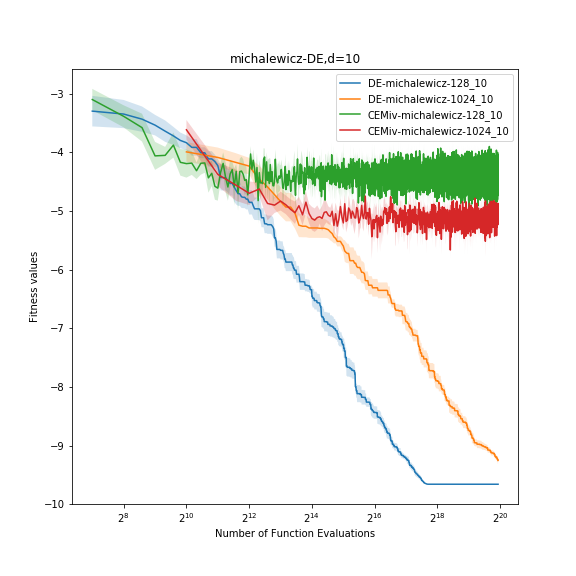 michalewicz-DE,d=10
DE-michalewicz-128_10
DE-michalewicz-1024_10
CEMiv-michalewicz-128_10
CEMiv-michalewicz-1024_10
−3
−4
−5
−6
−7
−8
−9
−10
Fitness values
2^8 2^10 2^12 2^14 2^16 2^18 2^20
Number of Function Evaluations